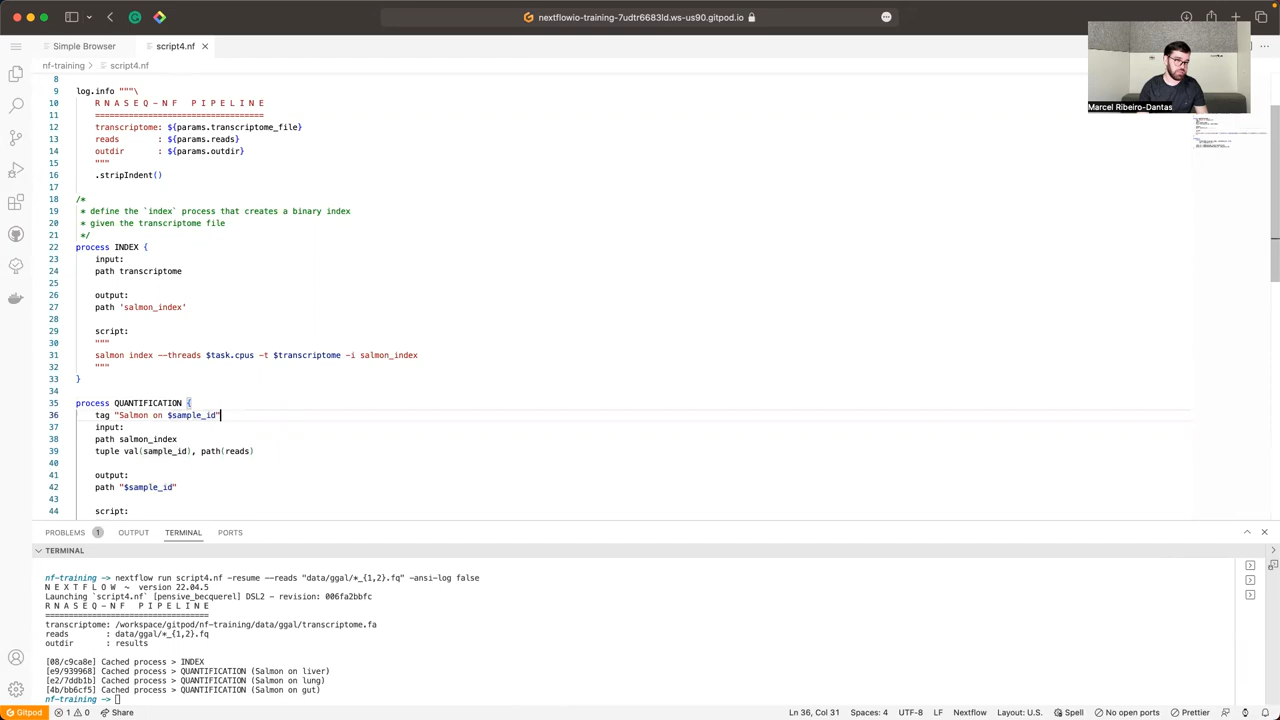 nextflowio-training-7udtr6683ld.ws-us90.gitpod.io
Simple Browser
script4.nf
nf-training > script4.nf
Marcel Ribeiro-Dantas
8
9 log.info """\
10 R N A S E Q - N F   P I P E L I N E
11 ===================================
12 transcriptome: ${params.transcriptome_file}
13 reads        : ${params.reads}
14 outdir       : ${params.outdir}
15 """
16 .stripIndent()
17
18 /*
19 * define the `index` process that creates a binary index
20 * given the transcriptome file
21 */
22 process INDEX {
23 input:
24 path transcriptome
25
26 output:
27 path 'salmon_index'
28
29 script:
30 """
31 salmon index --threads $task.cpus -t $transcriptome -i salmon_index
32 """
33 }
34
35 process QUANTIFICATION {
36 tag "Salmon on $sample_id"
37 input:
38 path salmon_index
39 tuple val(sample_id), path(reads)
40
41 output:
42 path "$sample_id"
43
44 script:
PROBLEMS 1 OUTPUT TERMINAL PORTS
TERMINAL
nf-training -> nextflow run script4.nf -resume --reads "data/ggal/*_{1,2}.fq" -ansi-log false
N E X T F L O W  ~  version 22.04.5
Launching `script4.nf` [pensive_becquerel] DSL2 - revision: 006fa2bbfc
R N A S E Q - N F   P I P E L I N E
===================================
transcriptome: /workspace/gitpod/nf-training/data/ggal/transcriptome.fa
reads        : data/ggal/*_{1,2}.fq
outdir       : results
[08/c9ca8e] Cached process > INDEX
[e9/939968] Cached process > QUANTIFICATION (Salmon on liver)
[e2/7ddb1b] Cached process > QUANTIFICATION (Salmon on lung)
[4b/bb6cf5] Cached process > QUANTIFICATION (Salmon on gut)
nf-training ->
Gitpod 1 0 Share Ln 36, Col 31 Spaces: 4 UTF-8 LF Nextflow Layout: U.S. Spell No open ports Prettier